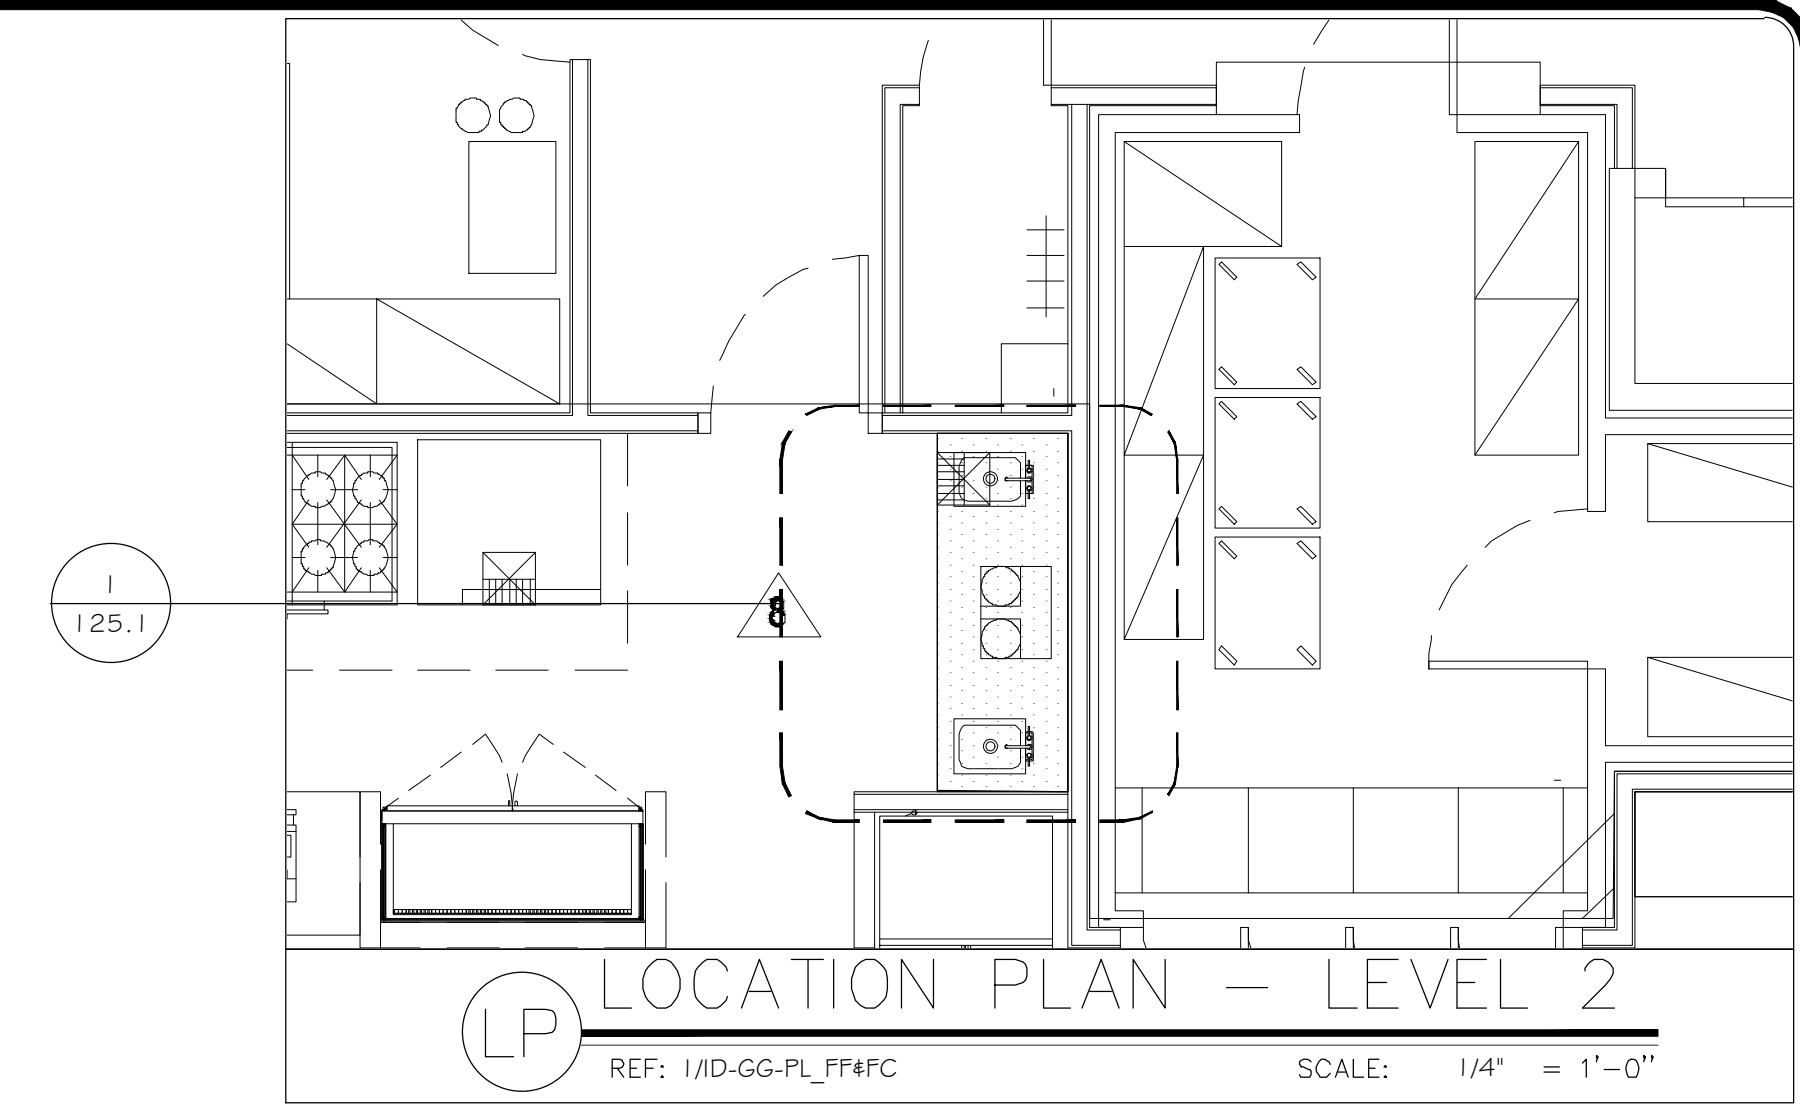 1
125.1
8
LOCATION PLAN - LEVEL 2
LP
REF: 1/ID-GG-PL_FF&FC
SCALE: 1/4" = 1'-0"